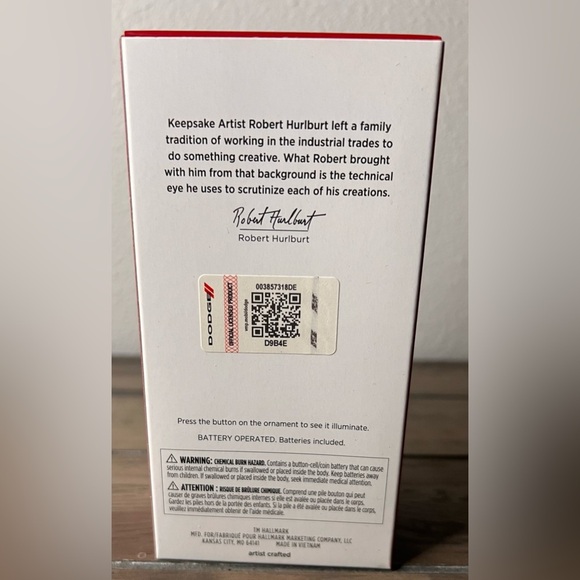 Keepsake Artist Robert Hurlburt left a family
tradition of working in the industrial trades to
do something creative. What Robert brought
with him from that background is the technical
eye he uses to scrutinize each of his creations.
Robert Hurlburt
Robert Hurlburt
DODGE
OFFICIAL LICENSED PRODUCT
003857318DE
D9B4E
Press the button on the ornament to see it illuminate.
BATTERY OPERATED. Batteries included.
WARNING: CHEMICAL BURN HAZARD. Contains a button-cell/coin battery that can cause
serious internal chemical burns if swallowed or placed inside the body. Keep batteries away
from children. If swallowed or placed inside the body, seek immediate medical attention.
ATTENTION : RISQUE DE BRÛLURE CHIMIQUE. Comprend une pile bouton qui peut
causer de graves brûlures chimiques internes si elle est avalée ou placée dans le corps.
Gardez les piles hors de la portée des enfants. Si la pile a été avalée ou placée dans le corps,
veuillez immédiatement obtenir de l'aide médicale.
TM HALLMARK
MFD. FOR/FABRIQUÉ POUR HALLMARK MARKETING COMPANY, LLC
KANSAS CITY, MO 64141 MADE IN VIETNAM
artist crafted